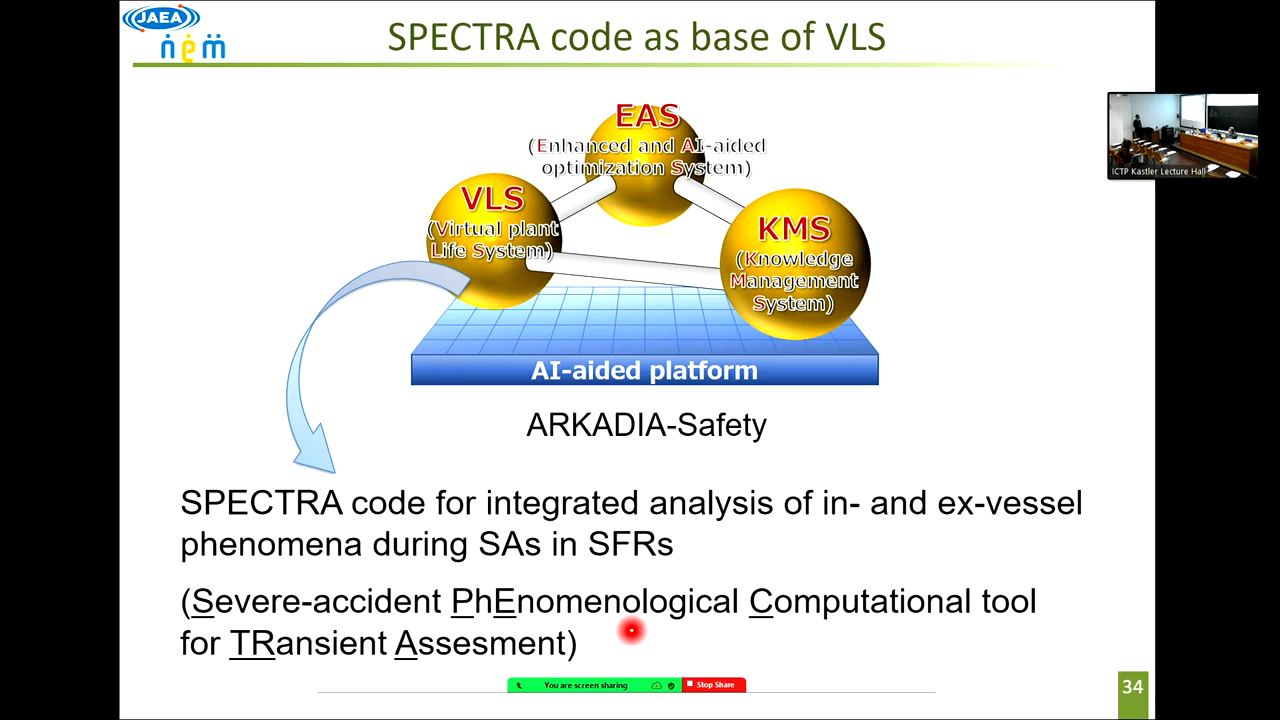 JAEA
nem
SPECTRA code as base of VLS
EAS
(Enhanced and AI-aided
optimization System)
VLS
(Virtual plant
Life System)
KMS
(Knowledge
Management
System)
AI-aided platform
ARKADIA-Safety
ICTP Kastler Lecture Hall
SPECTRA code for integrated analysis of in- and ex-vessel
phenomena during SAs in SFRs
(Severe-accident PhEnomenological Computational tool
for TRansient Assesment)
You are screen sharing
Stop Share
34